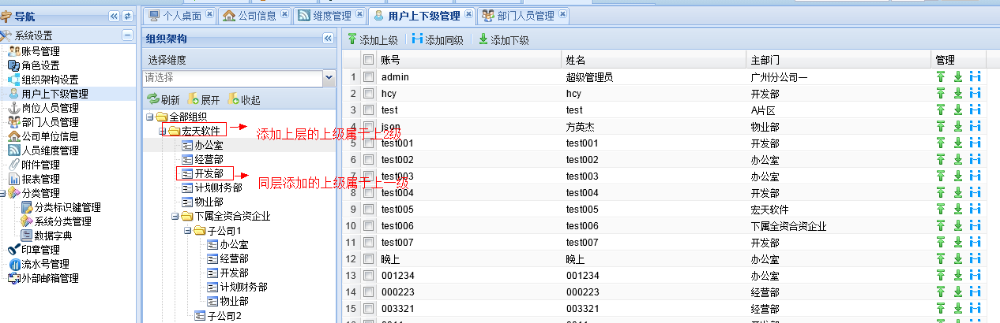 导航
系统设置
账号管理
角色设置
组织架构设置
用户上下级管理
岗位人员管理
部门人员管理
公司单位信息
人员维度管理
附件管理
报表管理
分类管理
分类标识键管理
系统分类管理
数据字典
印章管理
流水号管理
外部邮箱管理
个人桌面 公司信息 维度管理 用户上下级管理 部门人员管理
组织架构
选择维度
请选择
刷新 展开 收起
全部组织
宏天软件
办公室
经营部
开发部
计划财务部
物业部
下属全资合资企业
子公司1
办公室
经营部
开发部
计划财务部
物业部
子公司2
添加上层的上级属于上2级
同层添加的上级属于上一级
添加上级 添加同级 添加下级
账号 姓名 主部门 管理
1 admin 超级管理员 广州分公司一
2 hcy hcy 开发部
3 test test A片区
4 json 方英杰 物业部
5 test001 test001 开发部
6 test002 test002 办公室
7 test003 test003 办公室
8 test004 test004 开发部
9 test005 test005 宏天软件
10 test006 test006 下属全资合资企业
11 test007 test007 开发部
12 晚上 晚上 办公室
13 001234 001234 办公室
14 000223 000223 经营部
15 003321 003321 经营部